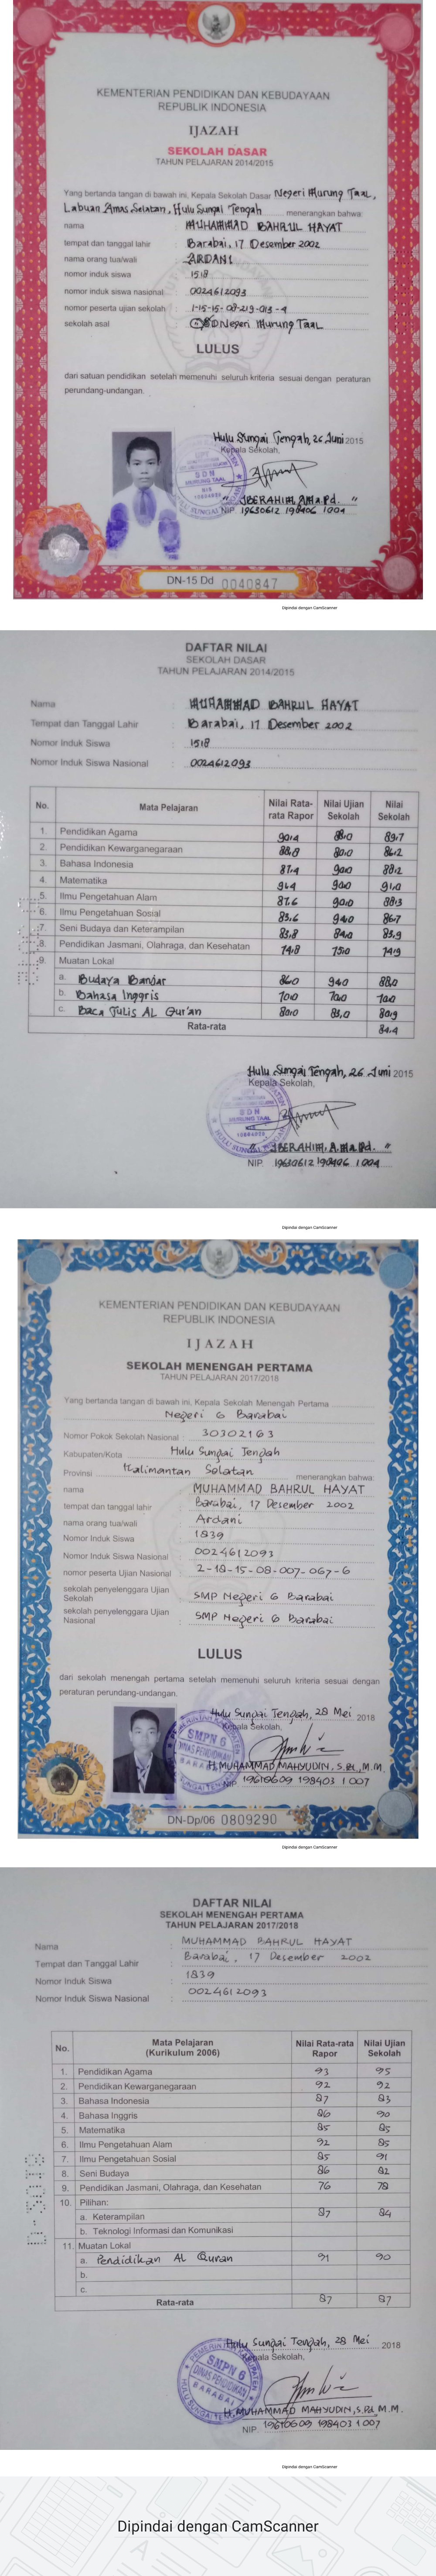 KEMENTERIAN PENDIDIKAN DAN KEBUDAYAAN
REPUBLIK INDONESIA
IJAZAH
SEKOLAH DASAR
TAHUN PELAJARAN 2014/2015
Yang bertanda tangan di bawah ini, Kepala Sekolah Dasar Negeri Murung Taal,
Labuan Amas Selatan, Hulu Sungai Tengah menerangkan bahwa:
nama : MUHAMMAD BAHRUL HAYAT
tempat dan tanggal lahir : Barabai, 17 Desember 2002
nama orang tua/wali : ARDANI
nomor induk siswa : 1518
nomor induk siswa nasional : 0024612093
nomor peserta ujian sekolah : 1-15-15-08-219-013-4
sekolah asal : SDNegeri Murung Taal
LULUS
dari satuan pendidikan setelah memenuhi seluruh kriteria sesuai dengan peraturan
perundang-undangan.
Hulu Sungai Tengah, 26 Juni 2015
Kepala Sekolah,
JBERAHIM, A.Ma.Pd.
NIP. 19630612 198406 1004
DN-15 Dd 0040847
Dipindai dengan CamScanner
DAFTAR NILAI
SEKOLAH DASAR
TAHUN PELAJARAN 2014/2015
Nama : MUHAMMAD BAHRUL HAYAT
Tempat dan Tanggal Lahir : Barabai, 17 Desember 2002
Nomor Induk Siswa : 1518
Nomor Induk Siswa Nasional : 0024612093
No. Mata Pelajaran Nilai Rata-rata Rapor Nilai Ujian Sekolah Nilai Sekolah
1. Pendidikan Agama 90,4 88,0 89,7
2. Pendidikan Kewarganegaraan 88,8 80,0 86,2
3. Bahasa Indonesia 87,4 90,0 88,2
4. Matematika 91,4 90,0 91,0
5. Ilmu Pengetahuan Alam 87,6 90,0 88,3
6. Ilmu Pengetahuan Sosial 83,6 94,0 86,7
7. Seni Budaya dan Keterampilan 83,8 84,0 83,9
8. Pendidikan Jasmani, Olahraga, dan Kesehatan 74,8 75,0 74,9
9. Muatan Lokal
a. Budaya Banjar 86,0 94,0 88,0
b. Bahasa Inggris 70,0 70,0 70,0
c. Baca Tulis AL Qur'an 80,0 83,0 80,9
Rata-rata 84,4
Hulu Sungai Tengah, 26 Juni 2015
Kepala Sekolah,
JBERAHIM, A.Ma.Pd.
NIP. 19630612 198406 1004
Dipindai dengan CamScanner
KEMENTERIAN PENDIDIKAN DAN KEBUDAYAAN
REPUBLIK INDONESIA
IJAZAH
SEKOLAH MENENGAH PERTAMA
TAHUN PELAJARAN 2017/2018
Yang bertanda tangan di bawah ini, Kepala Sekolah Menengah Pertama
Negeri 6 Barabai
Nomor Pokok Sekolah Nasional : 30302163
Kabupaten/Kota Hulu Sungai Tengah
Provinsi Kalimantan Selatan menerangkan bahwa:
nama : MUHAMMAD BAHRUL HAYAT
tempat dan tanggal lahir : Barabai, 17 Desember 2002
nama orang tua/wali : Ardani
Nomor Induk Siswa : 1839
Nomor Induk Siswa Nasional : 0024612093
nomor peserta Ujian Nasional : 2-18-15-08-007-067-6
sekolah penyelenggara Ujian
Sekolah : SMP Negeri 6 Barabai
sekolah penyelenggara Ujian
Nasional : SMP Negeri 6 Barabai
LULUS
dari sekolah menengah pertama setelah memenuhi seluruh kriteria sesuai dengan
peraturan perundang-undangan.
Hulu Sungai Tengah, 28 Mei 2018
Kepala Sekolah,
SMPN 6
DINAS PENDIDIKAN
H. MUHAMMAD MAHYUDIN, S.Pd., M.M.
NIP. 19610609 198403 1 007
DN-Dp/06 0809290
Dipindai dengan CamScanner
DAFTAR NILAI
SEKOLAH MENENGAH PERTAMA
TAHUN PELAJARAN 2017/2018
Nama : MUHAMMAD BAHRUL HAYAT
Tempat dan Tanggal Lahir : Barabai, 17 Desember 2002
Nomor Induk Siswa : 1839
Nomor Induk Siswa Nasional : 0024612093
No. Mata Pelajaran (Kurikulum 2006) Nilai Rata-rata Rapor Nilai Ujian Sekolah
1. Pendidikan Agama 93 95
2. Pendidikan Kewarganegaraan 92 92
3. Bahasa Indonesia 87 83
4. Bahasa Inggris 86 90
5. Matematika 85 85
6. Ilmu Pengetahuan Alam 92 85
7. Ilmu Pengetahuan Sosial 85 91
8. Seni Budaya 86 82
9. Pendidikan Jasmani, Olahraga, dan Kesehatan 76 78
10. Pilihan:
a. Keterampilan 87 84
b. Teknologi Informasi dan Komunikasi
11. Muatan Lokal
a. Pendidikan AL Quran 91 90
b.
c.
Rata-rata 87 87
Hulu Sungai Tengah, 28 Mei 2018
Kepala Sekolah,
PEMERINTAH KABUPATEN
SMPN 6
DINAS PENDIDIKAN
BARABAI
HULU SUNGAI TENGAH
H. MUHAMMAD MAHYUDIN, S.Pd, M.M.
NIP. 19610609 198403 1 007
Dipindai dengan CamScanner
Dipindai dengan CamScanner